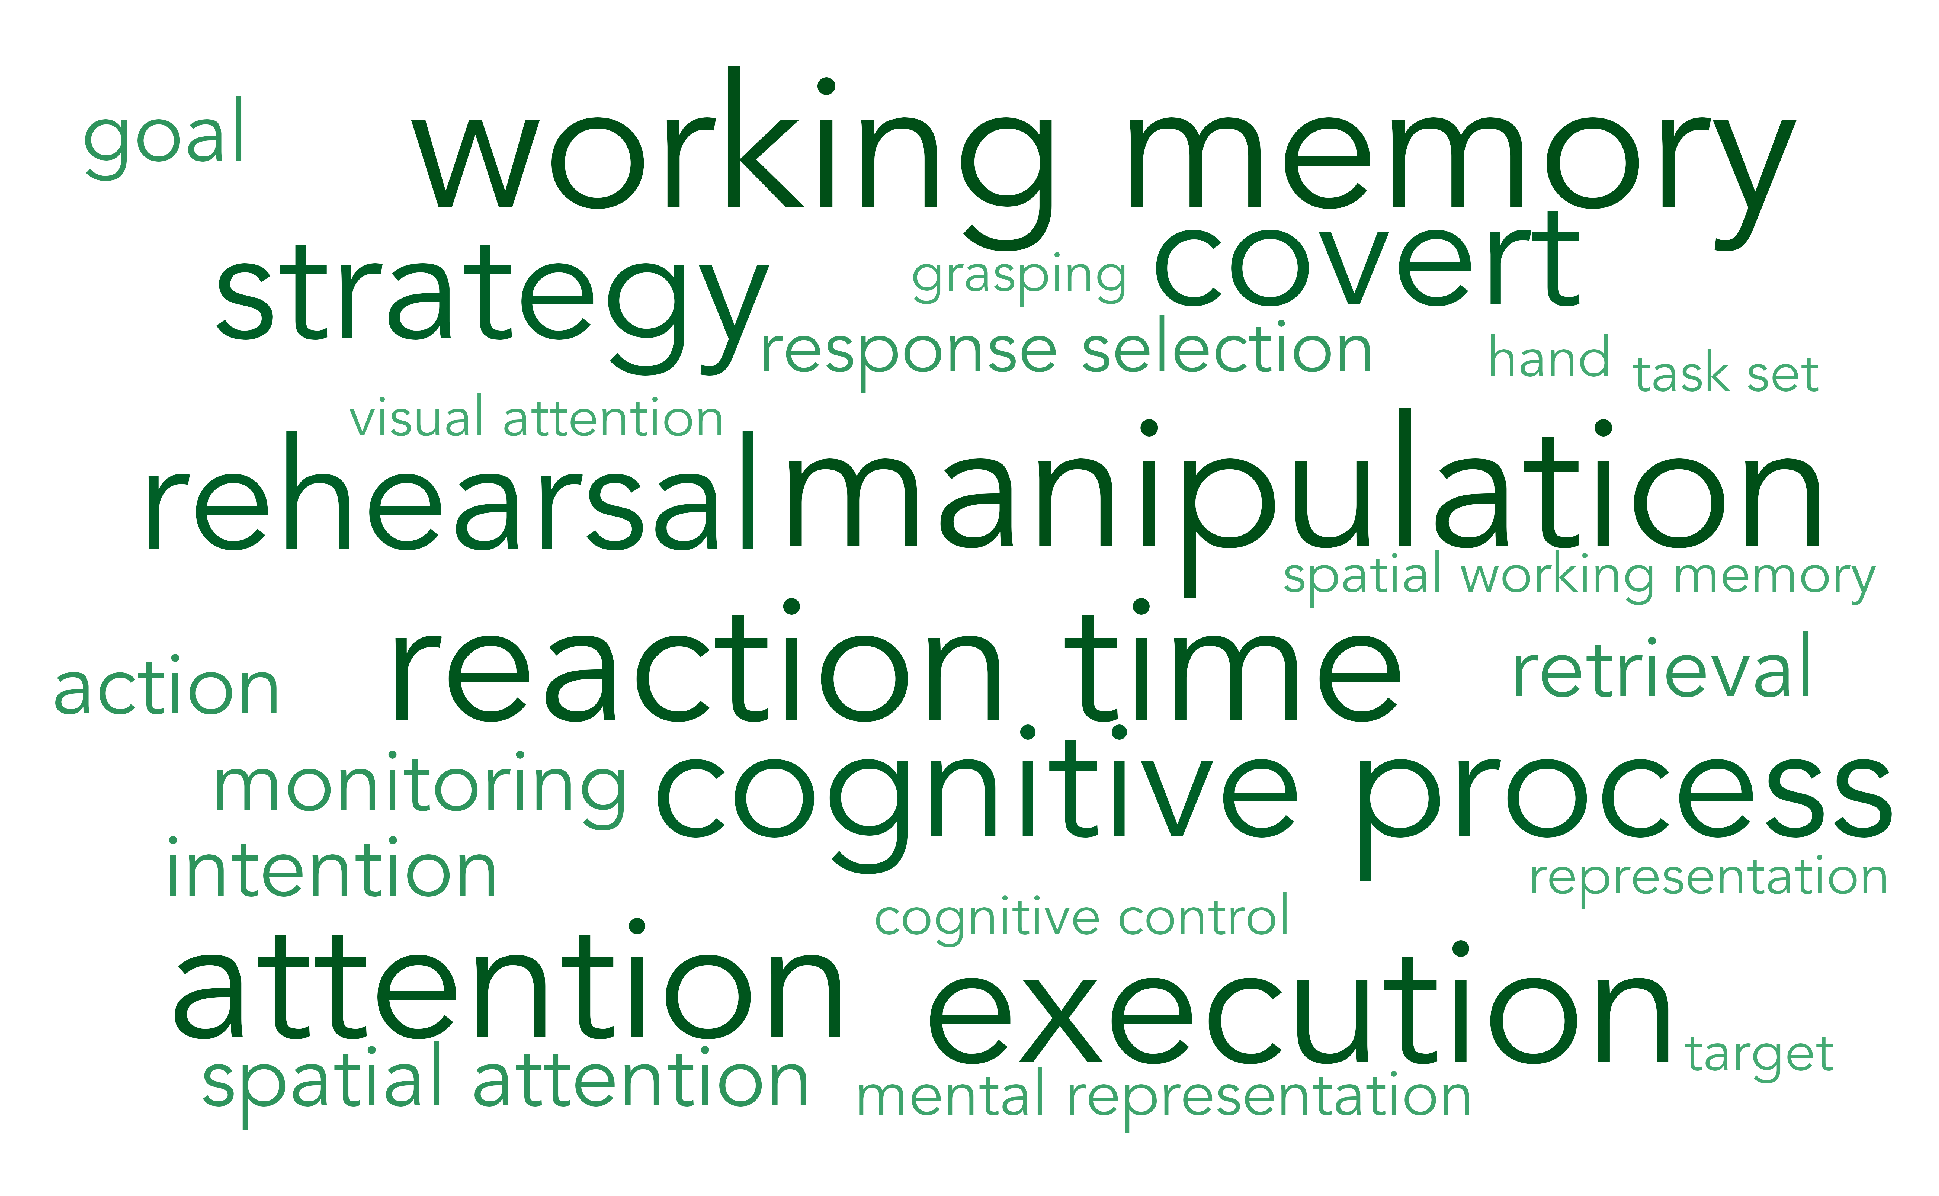 goal
working memory
strategy
grasping
covert
response selection
hand
task set
visual attention
rehearsal
manipulation
spatial working memory
reaction time
action
retrieval
monitoring
cognitive process
intention
representation
cognitive control
attention
execution
target
spatial attention
mental representation